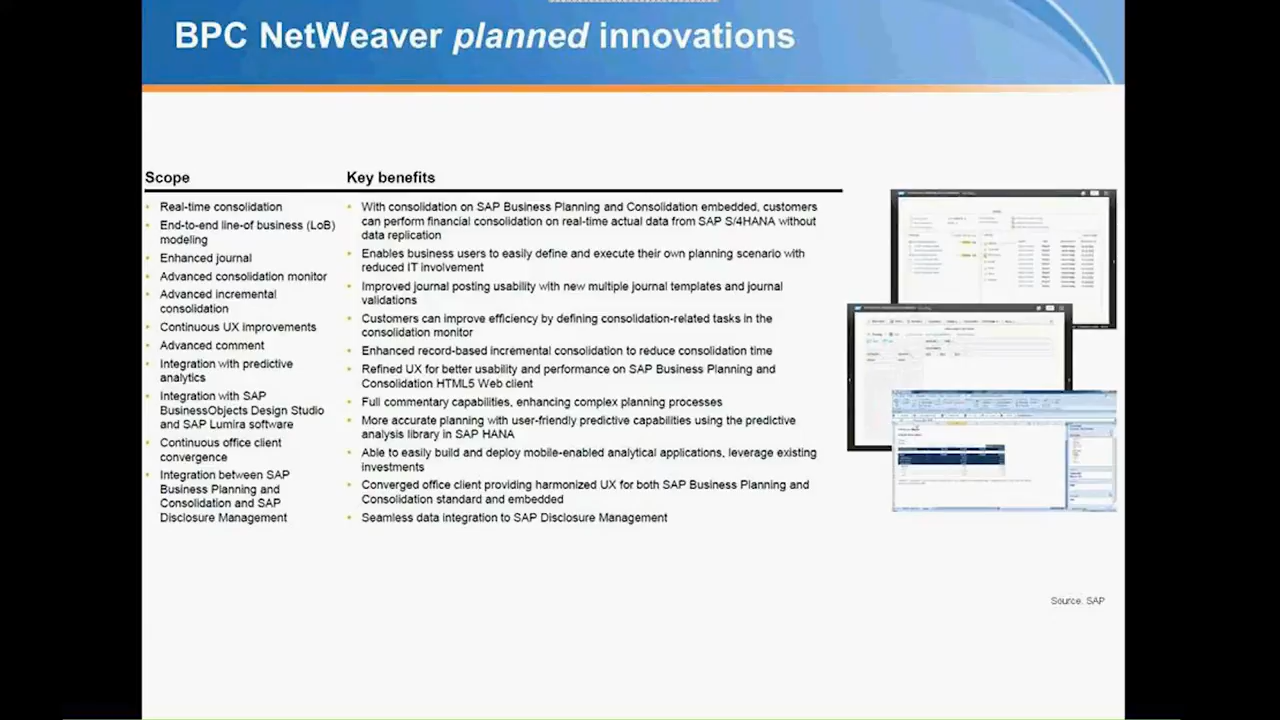 BPC NetWeaver planned innovations
Scope
Real-time consolidation
End-to-end line-of business (LoB)
modeling
Enhanced journal
Advanced consolidation monitor
Advanced incremental
consolidation
Continuous UX improvements
Advanced comment
Integration with predictive
analytics
Integration with SAP
BusinessObjects Design Studio
and SAP Lumira software
Continuous office client
convergence
Integration between SAP
Business Planning and
Consolidation and SAP
Disclosure Management
Key benefits
With consolidation on SAP Business Planning and Consolidation embedded, customers
can perform financial consolidation on real-time actual data from SAP S/4HANA without
data replication
Enables business users to easily define and execute their own planning scenario with
reduced IT involvement
journal posting usability with new multiple journal templates and journal
validations
Customers can improve efficiency by defining consolidation-related tasks in the
consolidation monitor
Enhanced record-based incremental consolidation to reduce consolidation time
Refined UX for better usability and performance on SAP Business Planning and
Consolidation HTML5 Web client
Full commentary capabilities, enhancing complex planning processes
More accurate planning with user-friendly predictive capabilities using the predictive
analysis library in SAP HANA
Able to easily build and deploy mobile-enabled analytical applications, leverage existing
investments
Converged office client providing harmonized UX for both SAP Business Planning and
Consolidation standard and embedded
Seamless data integration to SAP Disclosure Management
Source: SAP